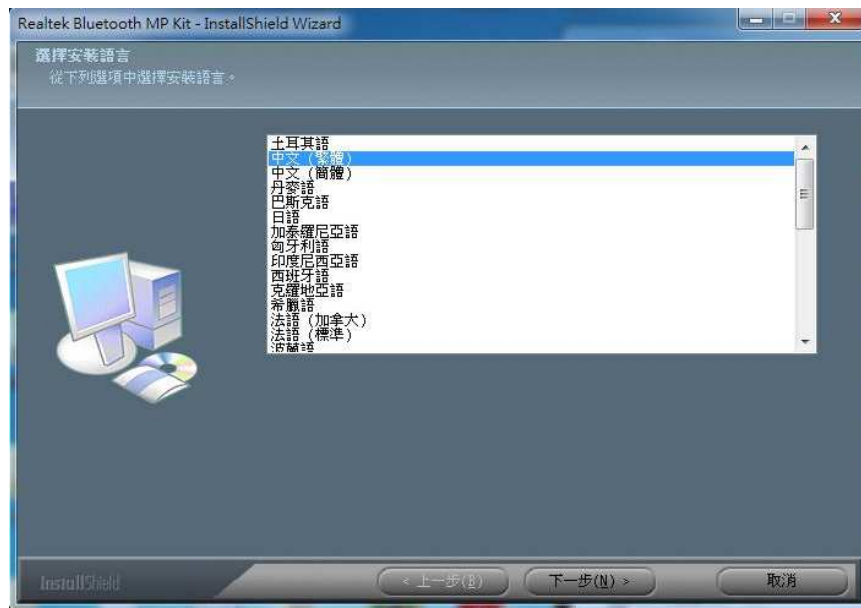 Realtek Bluetooth MP Kit - InstallShield Wizard
選擇安裝語言
從下列選項中選擇安裝語言。
土耳其語
中文 (繁體)
中文 (簡體)
丹麥語
巴斯克語
日語
加泰羅尼亞語
匈牙利語
印度尼西亞語
西班牙語
克羅地亞語
希臘語
法語 (加拿大)
法語 (標準)
波蘭語
InstallShield
< 上一步(B)
下一步(N) >
取消